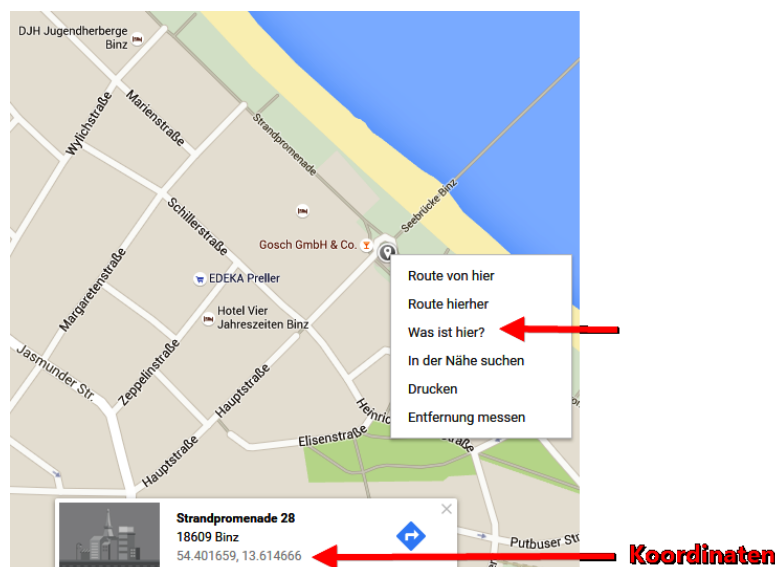 DJH Jugendherberge
Binz
Wylichstraße
Marienstraße
Strandpromenade
Seebrücke Binz
Schillerstraße
Gosch GmbH & Co.
EDEKA Preller
Margaretenstraße
Hotel Vier
Jahreszeiten Binz
Route von hier
Route hierher
Was ist hier?
In der Nähe suchen
Drucken
Entfernung messen
Jasmunder Str.
Zeppelinstraße
Hauptstraße
Elisenstraße
Hauptstraße
Strandpromenade 28
18609 Binz
54.401659, 13.614666
Putbuser Str
Koordinaten